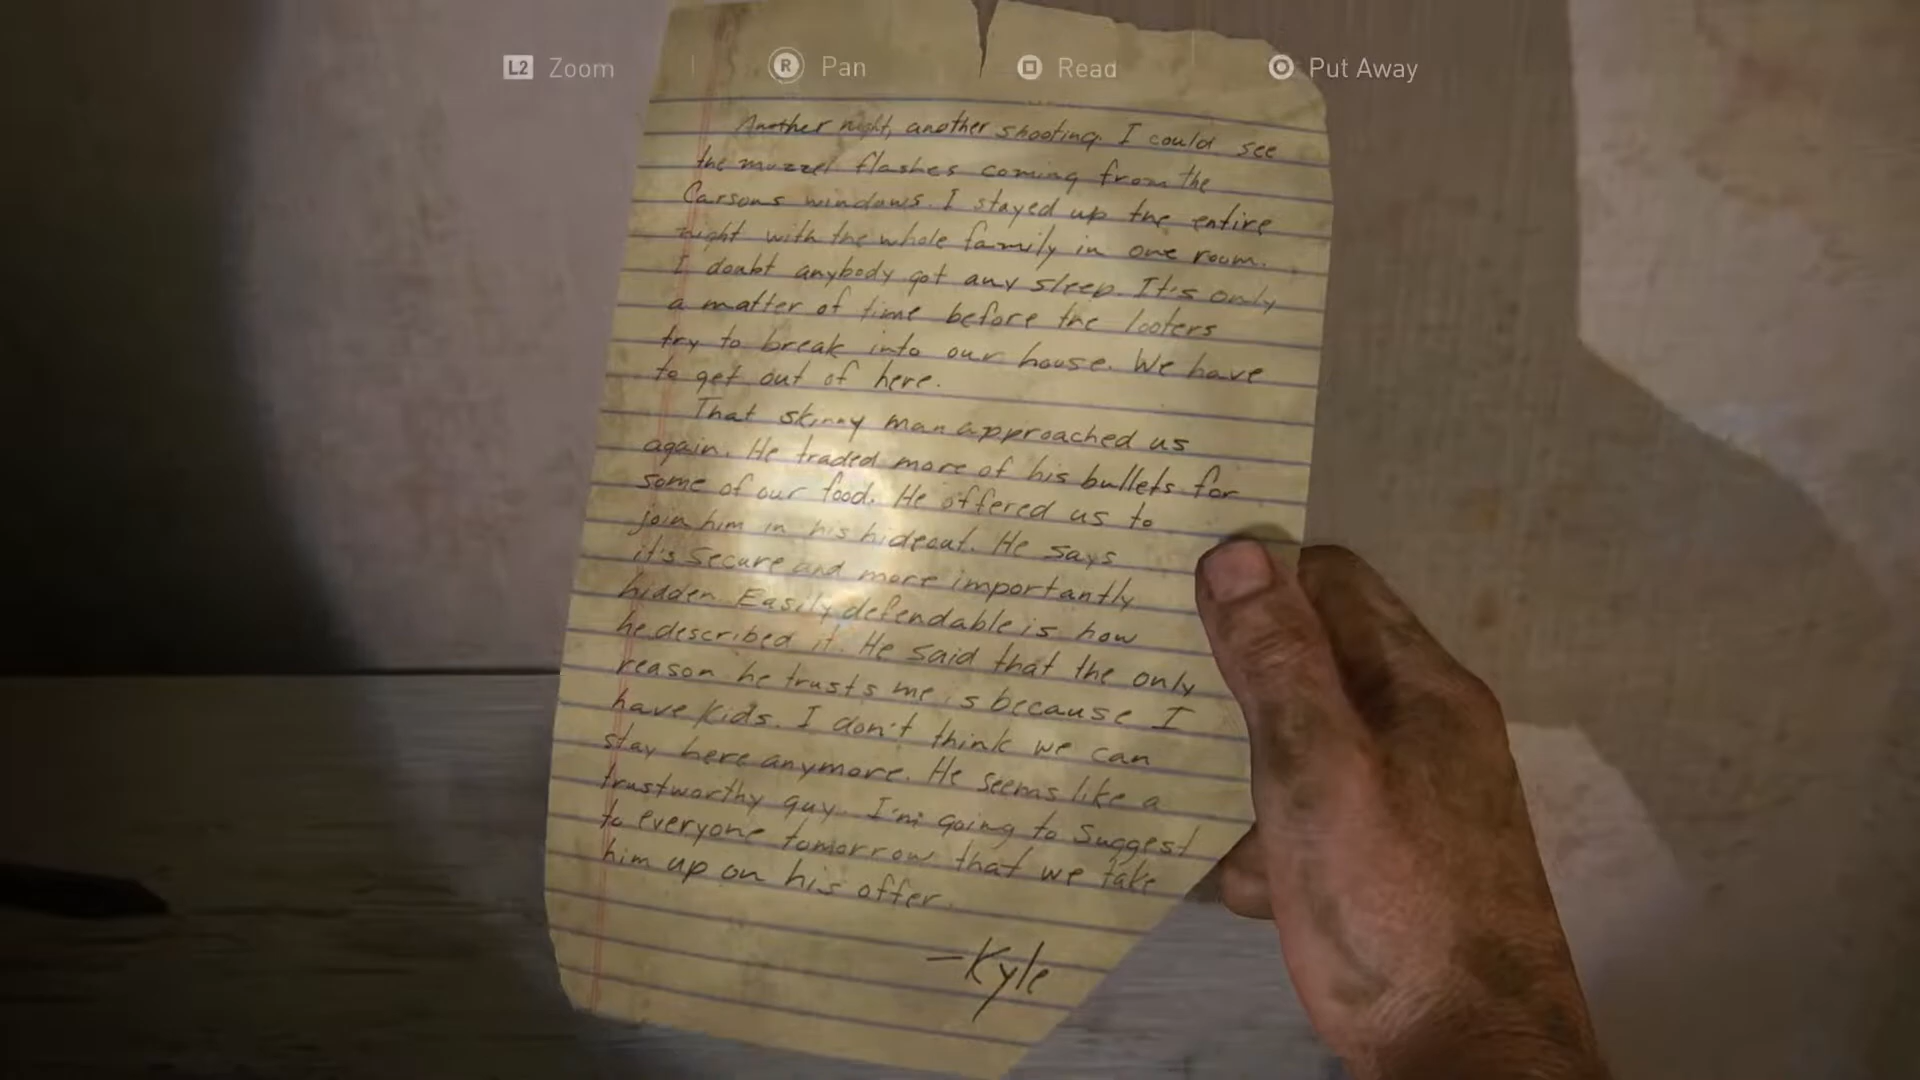 L2 Zoom R Pan Read Put Away
Another night, another shooting. I could see
the muzzel flashes coming from the
Carsons windows. I stayed up the entire
night with the whole family in one room.
I doubt anybody got any sleep. It's only
a matter of time before the looters
try to break into our house. We have
to get out of here.
That skinny man approached us
again. He traded more of his bullets for
some of our food. He offered us to
join him in his hideout. He says
it's secure and more importantly
hidden. Easily defendable is how
he described it. He said that the only
reason he trusts me is because I
have kids. I don't think we can
stay here anymore. He seems like a
trustworthy guy. I'm going to suggest
to everyone tomorrow that we take
him up on his offer.
-Kyle